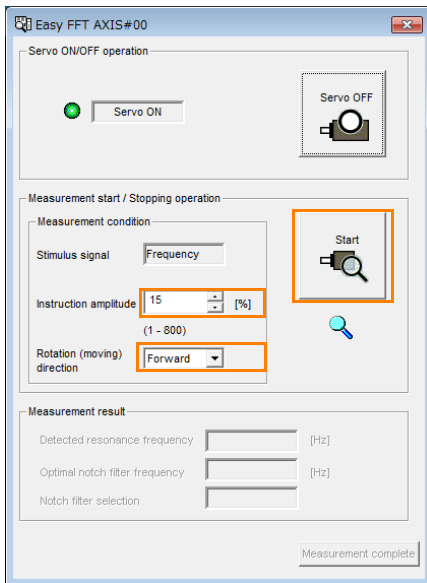 Easy FFT AXIS#00
Servo ON/OFF operation
Servo ON
Servo OFF
Measurement start / Stopping operation
Measurement condition
Stimulus signal
Frequency
Start
Instruction amplitude
15
[%]
(1 - 800)
Rotation (moving)
direction
Forward
Measurement result
Detected resonance frequency
[Hz]
Optimal notch filter frequency
[Hz]
Notch filter selection
Measurement complete